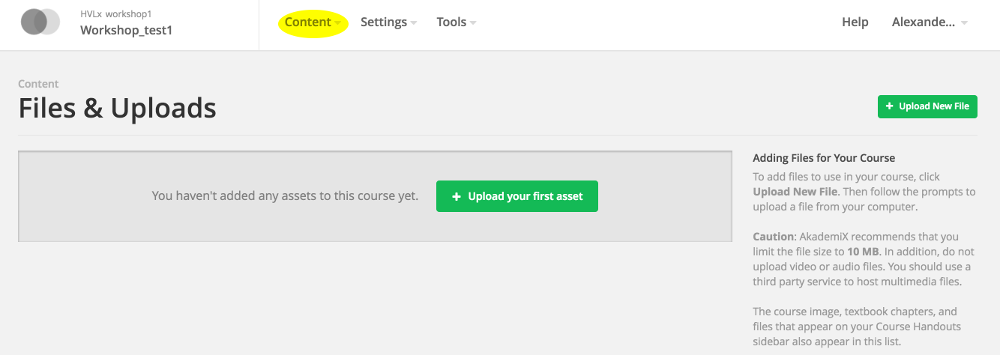 HVLx workshop1
Workshop_test1
Content
Settings
Tools
Help
Alexande...
Content
Files & Uploads
+ Upload New File
You haven't added any assets to this course yet.
+ Upload your first asset
Adding Files for Your Course
To add files to use in your course, click
Upload New File. Then follow the prompts to
upload a file from your computer.
Caution: AkademiX recommends that you
limit the file size to 10 MB. In addition, do not
upload video or audio files. You should use a
third party service to host multimedia files.
The course image, textbook chapters, and
files that appear on your Course Handouts
sidebar also appear in this list.